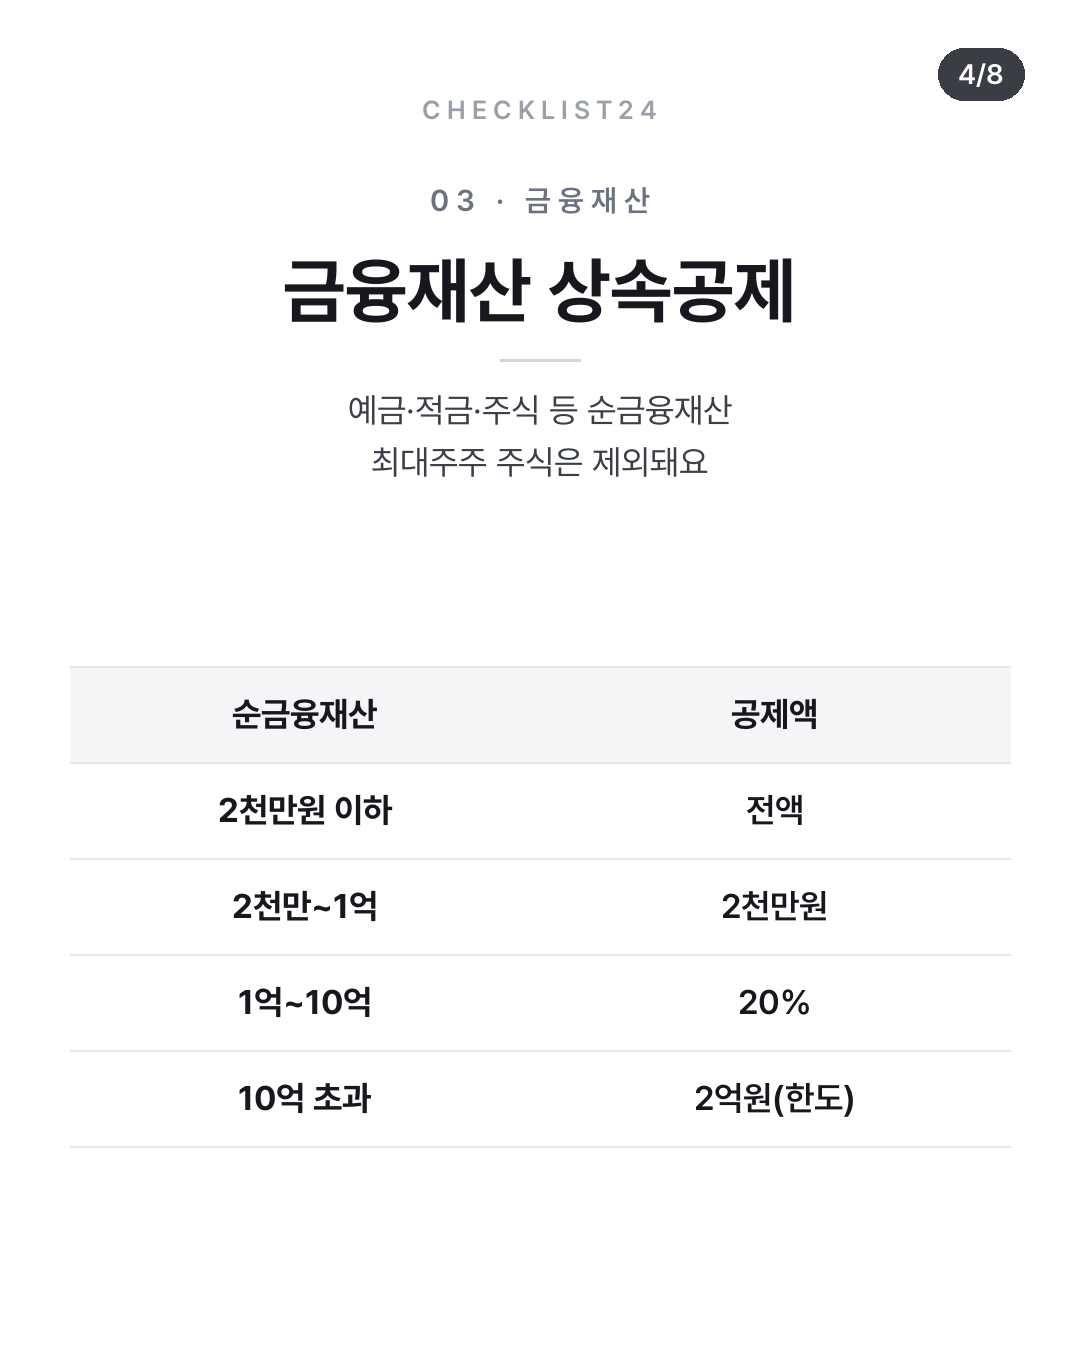 4/8
CHECKLIST24
03 · 금융재산
금융재산 상속공제
예금·적금·주식 등 순금융재산
최대주주 주식은 제외돼요
순금융재산 공제액
2천만원 이하 전액
2천만~1억 2천만원
1억~10억 20%
10억 초과 2억원(한도)